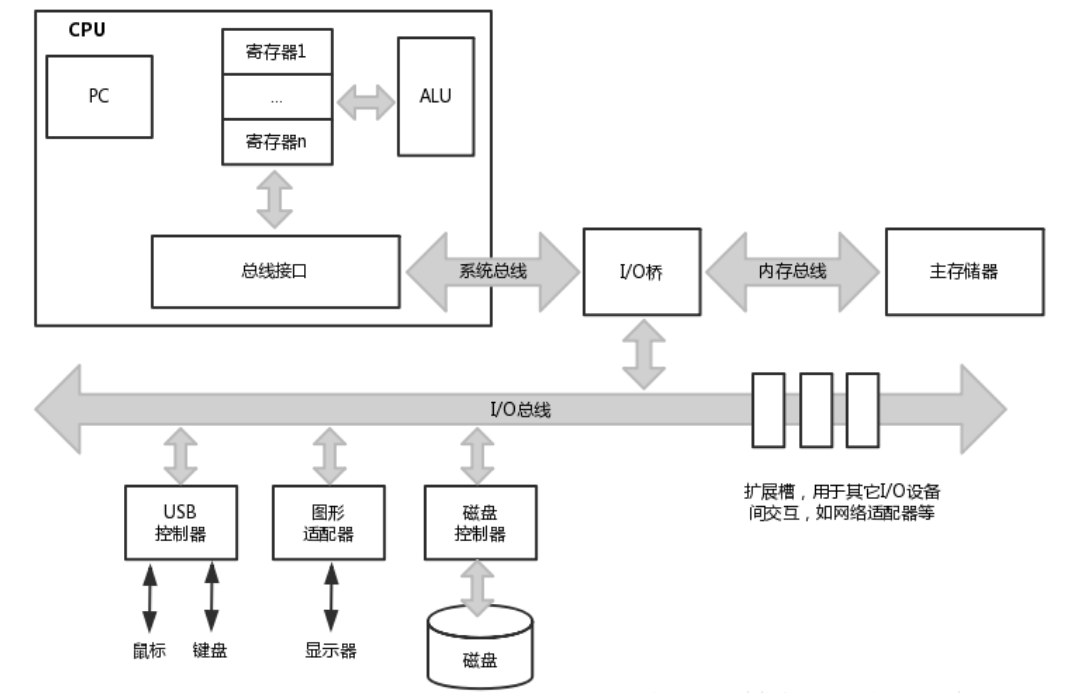 CPU
PC
寄存器1
...
寄存器n
ALU
总线接口
系统总线
I/O桥
内存总线
主存储器
I/O总线
USB
控制器
图形
适配器
磁盘
控制器
扩展槽，用于其它I/O设备
间交互，如网络适配器等
鼠标
键盘
显示器
磁盘